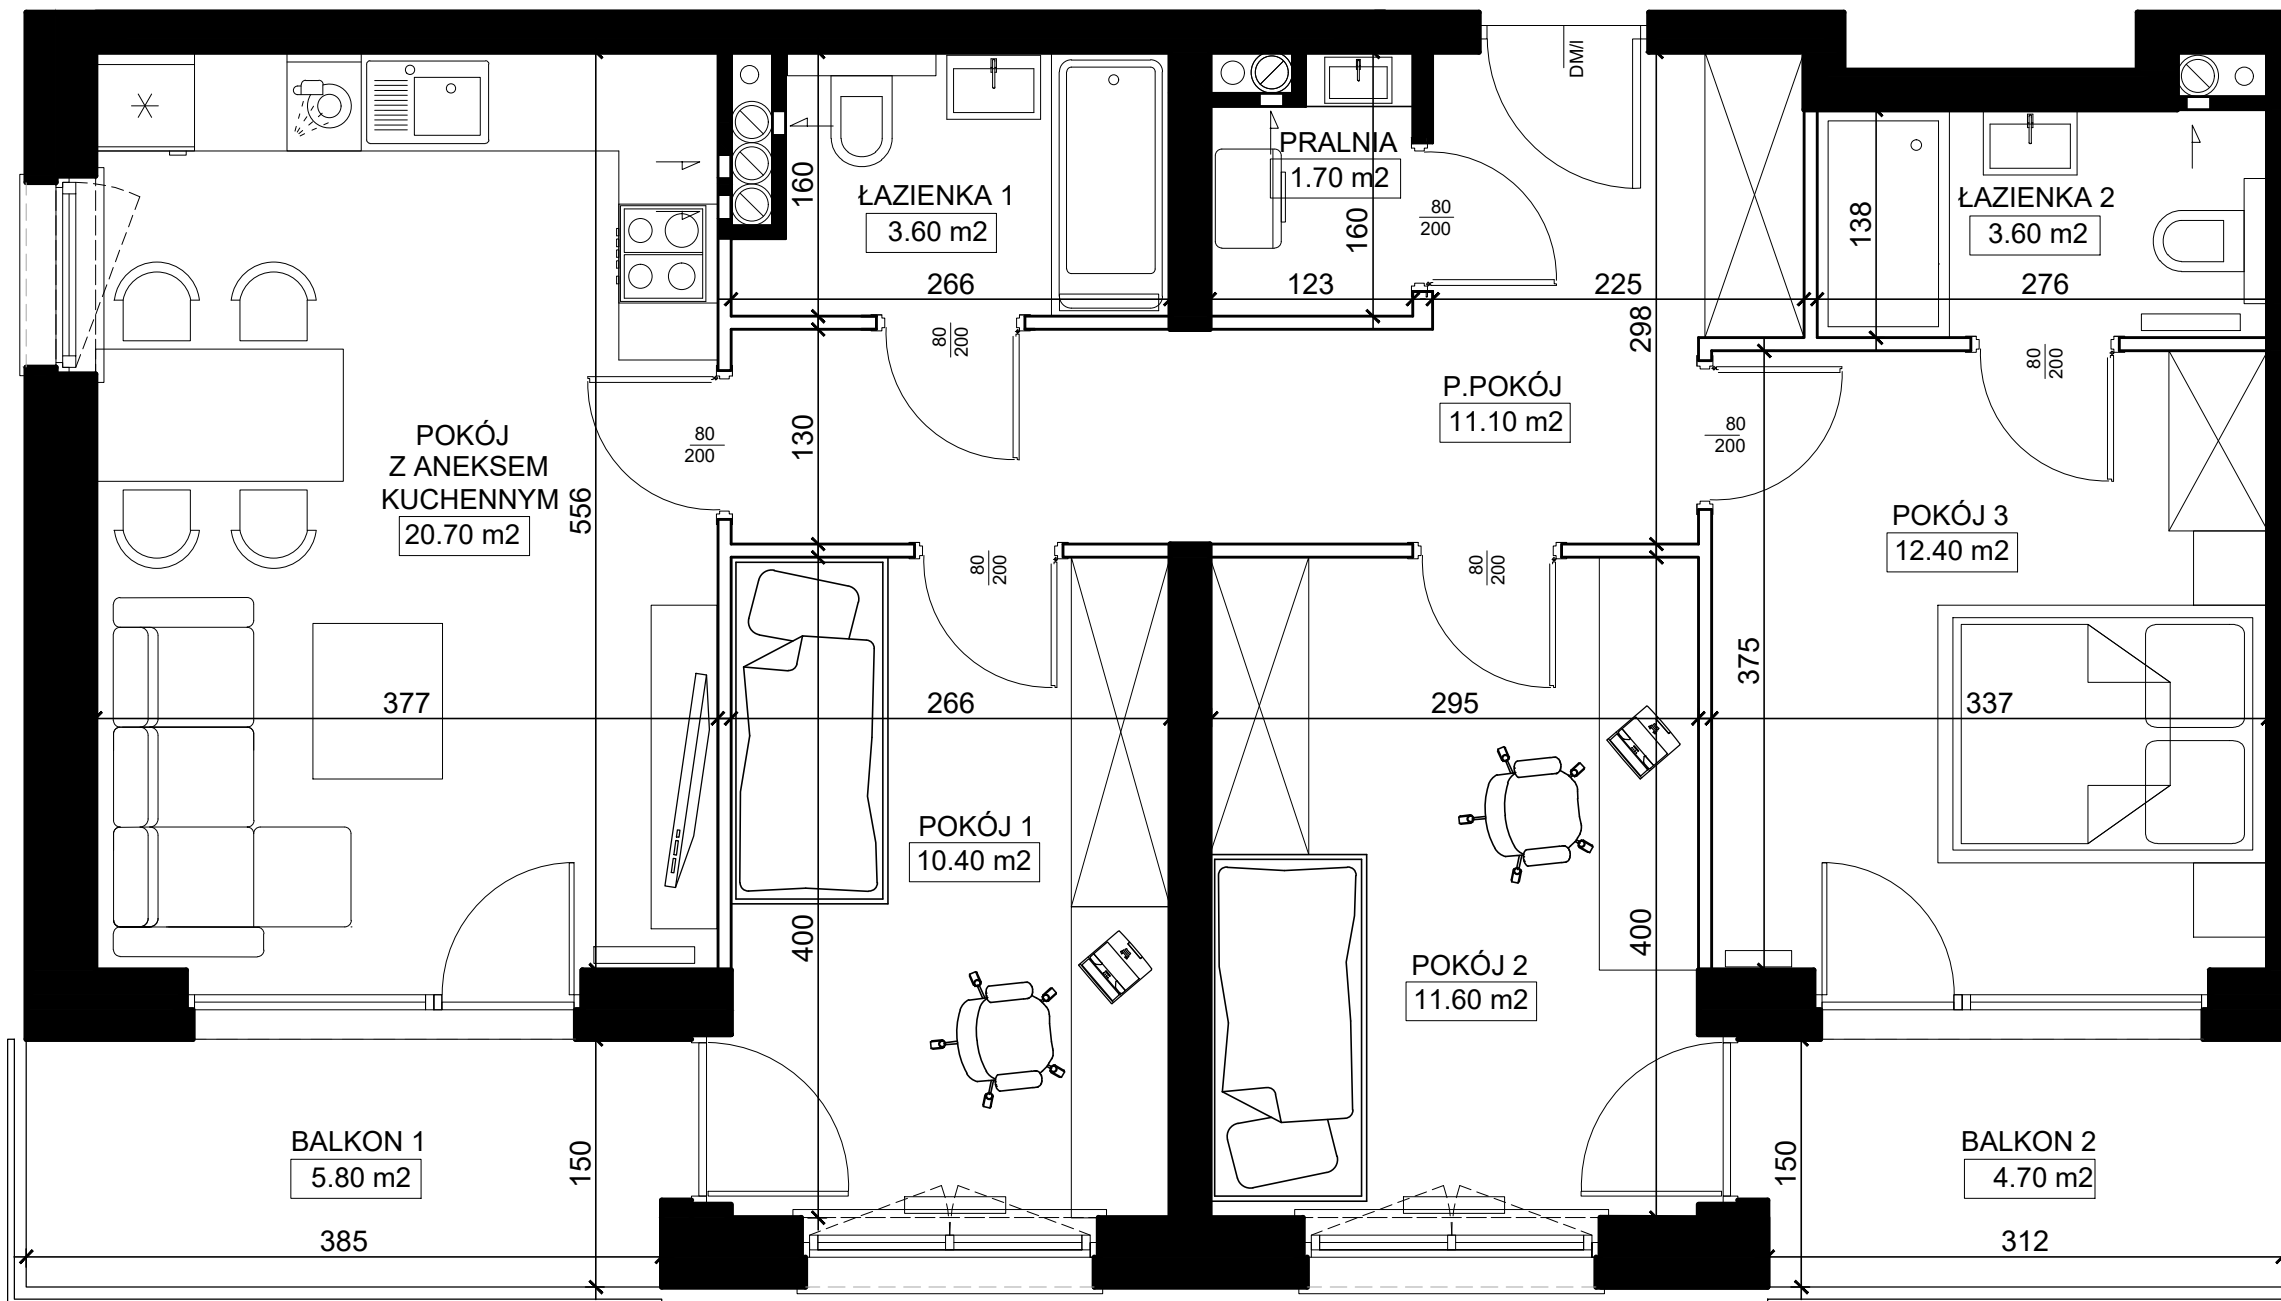 DM/I
PRALNIA
1.70 m2
160
ŁAZIENKA 1
3.60 m2
266
80
200
160
123
80
200
225
298
ŁAZIENKA 2
3.60 m2
138
276
80
200
POKÓJ
Z ANEKSEM
KUCHENNYM
20.70 m2
556
377
80
200
130
P.POKÓJ
11.10 m2
80
200
80
200
80
200
POKÓJ 3
12.40 m2
375
337
266
POKÓJ 1
10.40 m2
400
295
POKÓJ 2
11.60 m2
400
BALKON 1
5.80 m2
150
385
BALKON 2
4.70 m2
150
312